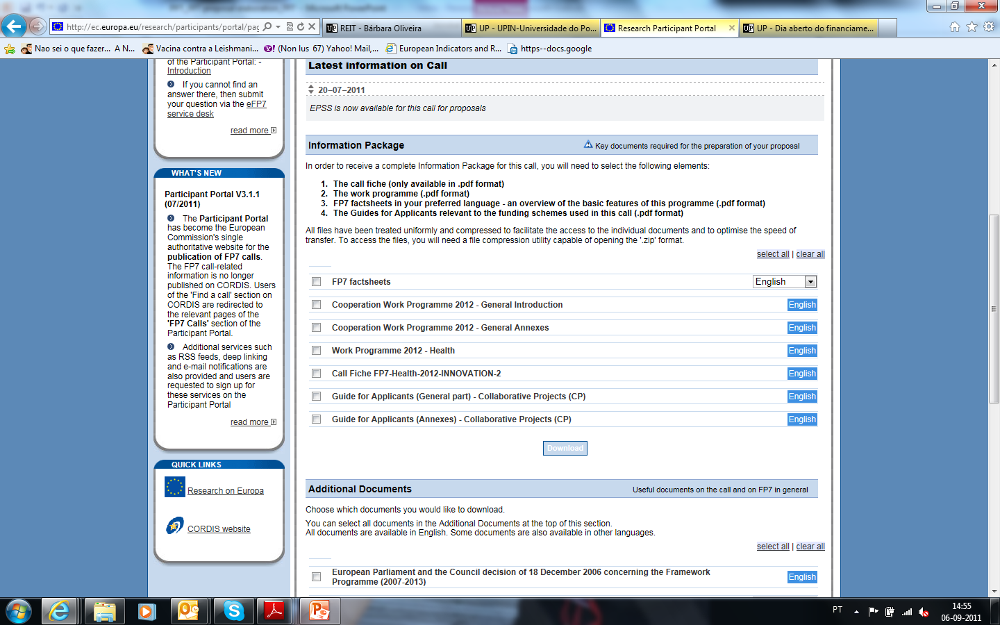 http://ec.europa.eu/research/participants/portal/pag
REIT - Bárbara Oliveira
UP - UPIN-Universidade do Po...
Research Participant Portal
UP - Dia aberto do financiame...
Nao sei o que fazer... A N...
Vacina contra a Leishmani...
(Non lus 67) Yahoo! Mail,...
European Indicators and R...
https--docs.google
of the Participant Portal: -
Introduction
If you cannot find an
answer there, then submit
your question via the eFP7
service desk
read more
WHAT'S NEW
Participant Portal V3.1.1
(07/2011)
The Participant Portal
has become the European
Commission's single
authoritative website for the
publication of FP7 calls.
The FP7 call-related
information is no longer
published on CORDIS. Users
of the 'Find a call' section on
CORDIS are redirected to
the relevant pages of the
'FP7 Calls' section of the
Participant Portal.
Additional services such
as RSS feeds, deep linking
and e-mail notifications are
also provided and users are
requested to sign up for
these services on the
Participant Portal
read more
QUICK LINKS
Research on Europa
CORDIS website
Latest information on Call
20-07-2011
EPSS is now available for this call for proposals
Information Package
Key documents required for the preparation of your proposal
In order to receive a complete Information Package for this call, you will need to select the following elements:
1. The call fiche (only available in .pdf format)
2. The work programme (.pdf format)
3. FP7 factsheets in your preferred language - an overview of the basic features of this programme (.pdf format)
4. The Guides for Applicants relevant to the funding schemes used in this call (.pdf format)
All files have been treated uniformly and compressed to facilitate the access to the individual documents and to optimise the speed of
transfer. To access the files, you will need a file compression utility capable of opening the '.zip' format.
select all | clear all
FP7 factsheets English
Cooperation Work Programme 2012 - General Introduction English
Cooperation Work Programme 2012 - General Annexes English
Work Programme 2012 - Health English
Call Fiche FP7-Health-2012-INNOVATION-2 English
Guide for Applicants (General part) - Collaborative Projects (CP) English
Guide for Applicants (Annexes) - Collaborative Projects (CP) English
Download
Additional Documents
Useful documents on the call and on FP7 in general
Choose which documents you would like to download.
You can select all documents in the Additional Documents at the top of this section.
All documents are available in English. Some documents are also available in other languages.
select all | clear all
European Parliament and the Council decision of 18 December 2006 concerning the Framework
Programme (2007-2013) English
PT
14:55
06-09-2011